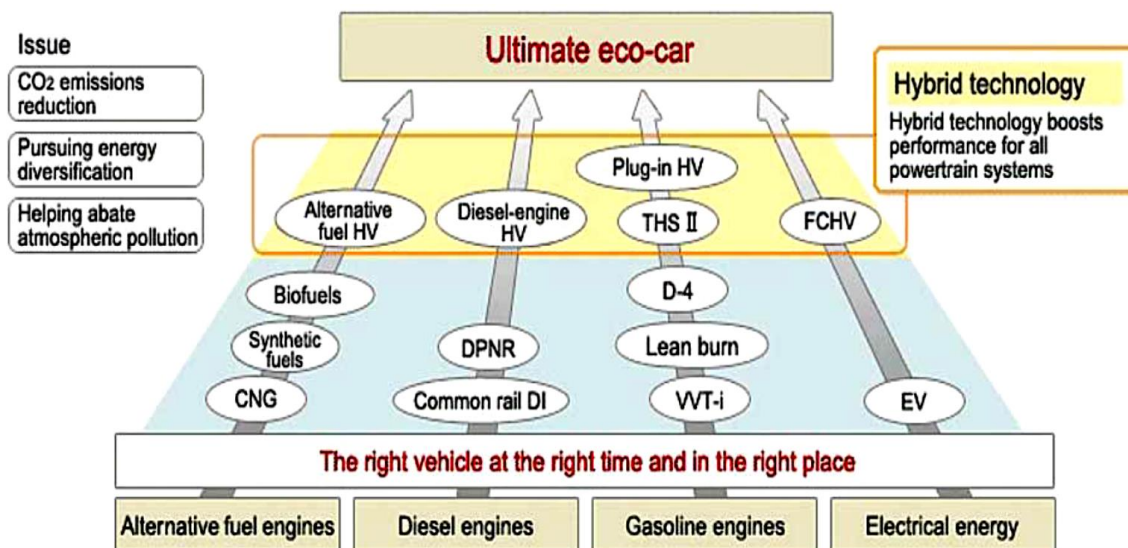 Ultimate eco-car
Issue
CO2 emissions
reduction
Pursuing energy
diversification
Helping abate
atmospheric pollution
Hybrid technology
Hybrid technology boosts
performance for all
powertrain systems
Plug-in HV
Alternative
fuel HV
Diesel-engine
HV
THS II
FCHV
Biofuels
D-4
Synthetic
fuels
DPNR
Lean burn
CNG
Common rail DI
VVT-i
EV
The right vehicle at the right time and in the right place
Alternative fuel engines
Diesel engines
Gasoline engines
Electrical energy